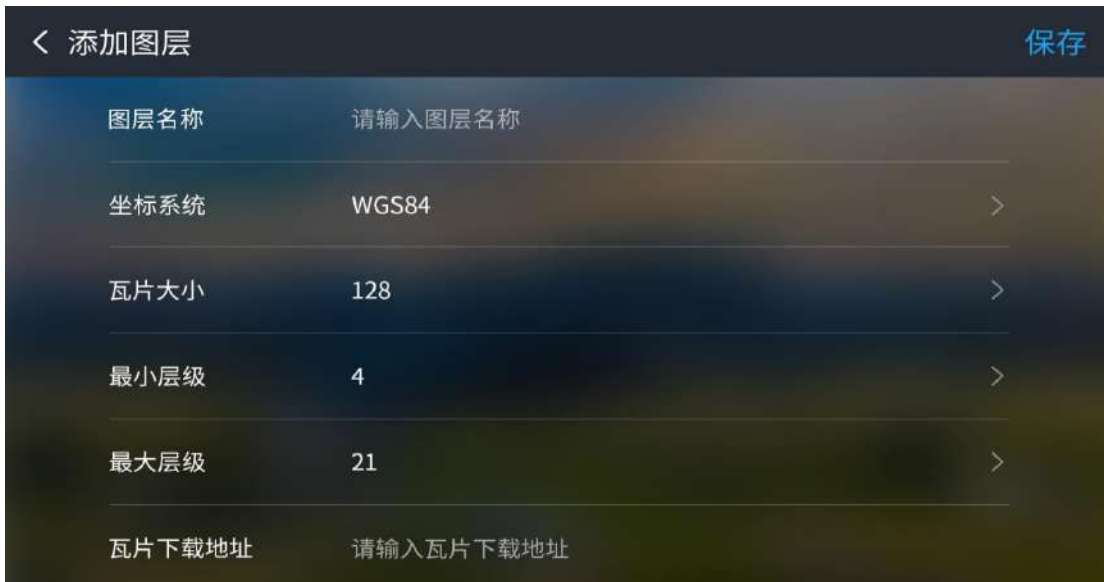 添加图层 保存
图层名称 请输入图层名称
坐标系统 WGS84
瓦片大小 128
最小层级 4
最大层级 21
瓦片下载地址 请输入瓦片下载地址